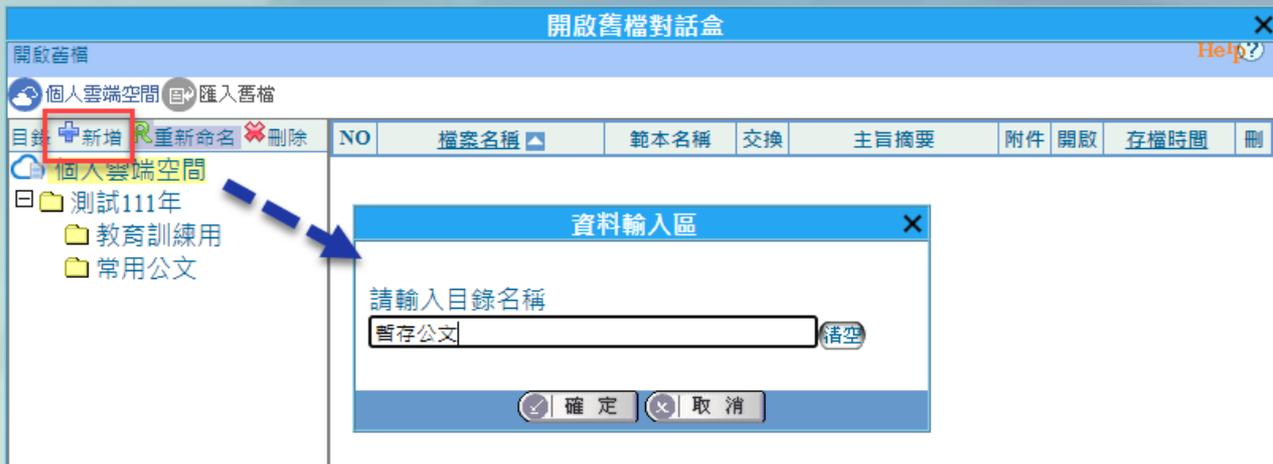 開啟舊檔對話盒
開啟舊檔 Help
個人雲端空間 匯入舊檔
目錄 新增 重新命名 刪除 NO 檔案名稱 範本名稱 交換 主旨摘要 附件 開啟 存檔時間 刪
個人雲端空間
測試111年
教育訓練用
常用公文
資料輸入區
請輸入目錄名稱
暫存公文 清空
確定 取消